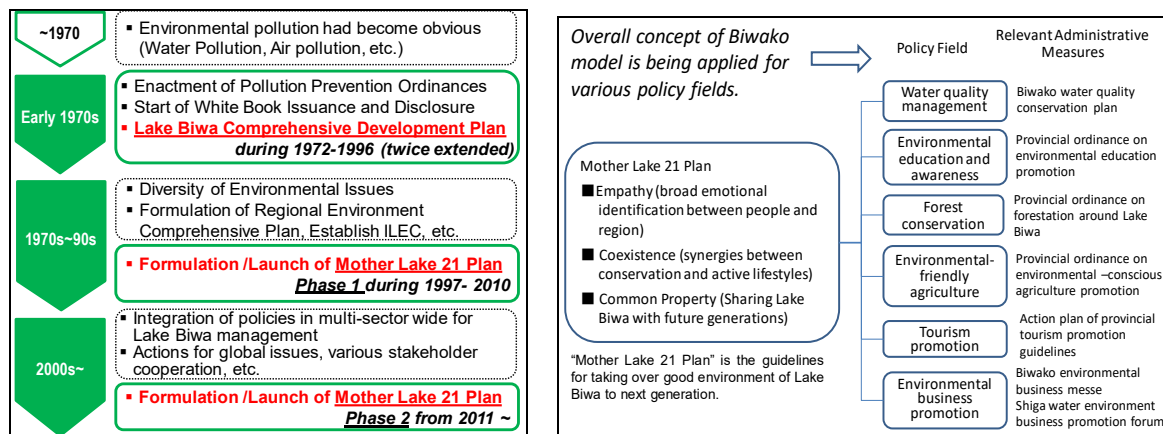 ~1970
▪ Environmental pollution had become obvious
(Water Pollution, Air pollution, etc.)
Early 1970s
▪ Enactment of Pollution Prevention Ordinances
▪ Start of White Book Issuance and Disclosure
▪ Lake Biwa Comprehensive Development Plan
during 1972-1996 (twice extended)
1970s~90s
▪ Diversity of Environmental Issues
▪ Formulation of Regional Environment
Comprehensive Plan, Establish ILEC, etc.
▪ Formulation /Launch of Mother Lake 21 Plan
Phase 1 during 1997- 2010
2000s~
▪ Integration of policies in multi-sector wide for
Lake Biwa management
▪ Actions for global issues, various stakeholder
cooperation, etc.
▪ Formulation /Launch of Mother Lake 21 Plan
Phase 2 from 2011 ~
Overall concept of Biwako
model is being applied for
various policy fields.
Mother Lake 21 Plan
■ Empathy (broad emotional
identification between people and
region)
■ Coexistence (synergies between
conservation and active lifestyles)
■ Common Property (Sharing Lake
Biwa with future generations)
"Mother Lake 21 Plan" is the guidelines
for taking over good environment of Lake
Biwa to next generation.
Policy Field
Relevant Administrative
Measures
Water quality
management
Biwako water quality
conservation plan
Environmental
education and
awareness
Provincial ordinance on
environmental education
promotion
Forest
conservation
Provincial ordinance on
forestation around Lake
Biwa
Environmental-
friendly
agriculture
Provincial ordinance on
environmental –conscious
agriculture promotion
Tourism
promotion
Action plan of provincial
tourism promotion
guidelines
Environmental
business
promotion
Biwako environmental
business messe
Shiga water environment
business promotion forum